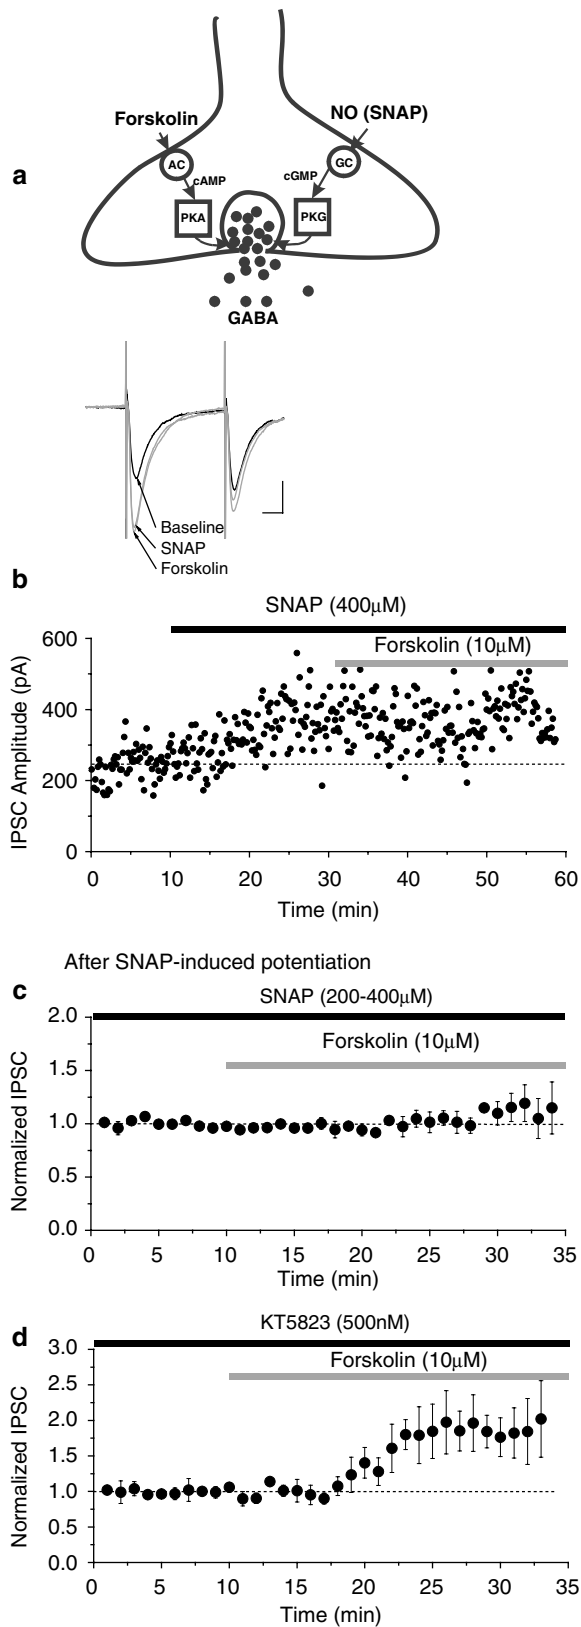 a
Forskolin
NO (SNAP)
AC
GC
cAMP
cGMP
PKA
PKG
GABA
Baseline
SNAP
Forskolin
b
SNAP (400μM)
Forskolin (10μM)
IPSC Amplitude (pA)
600
400
200
0
0 10 20 30 40 50 60
Time (min)
After SNAP-induced potentiation
c
SNAP (200-400μM)
Forskolin (10μM)
Normalized IPSC
2.0
1.5
1.0
0.5
0.0
0 5 10 15 20 25 30 35
Time (min)
d
KT5823 (500nM)
Forskolin (10μM)
Normalized IPSC
3.0
2.5
2.0
1.5
1.0
0.5
0.0
0 5 10 15 20 25 30 35
Time (min)